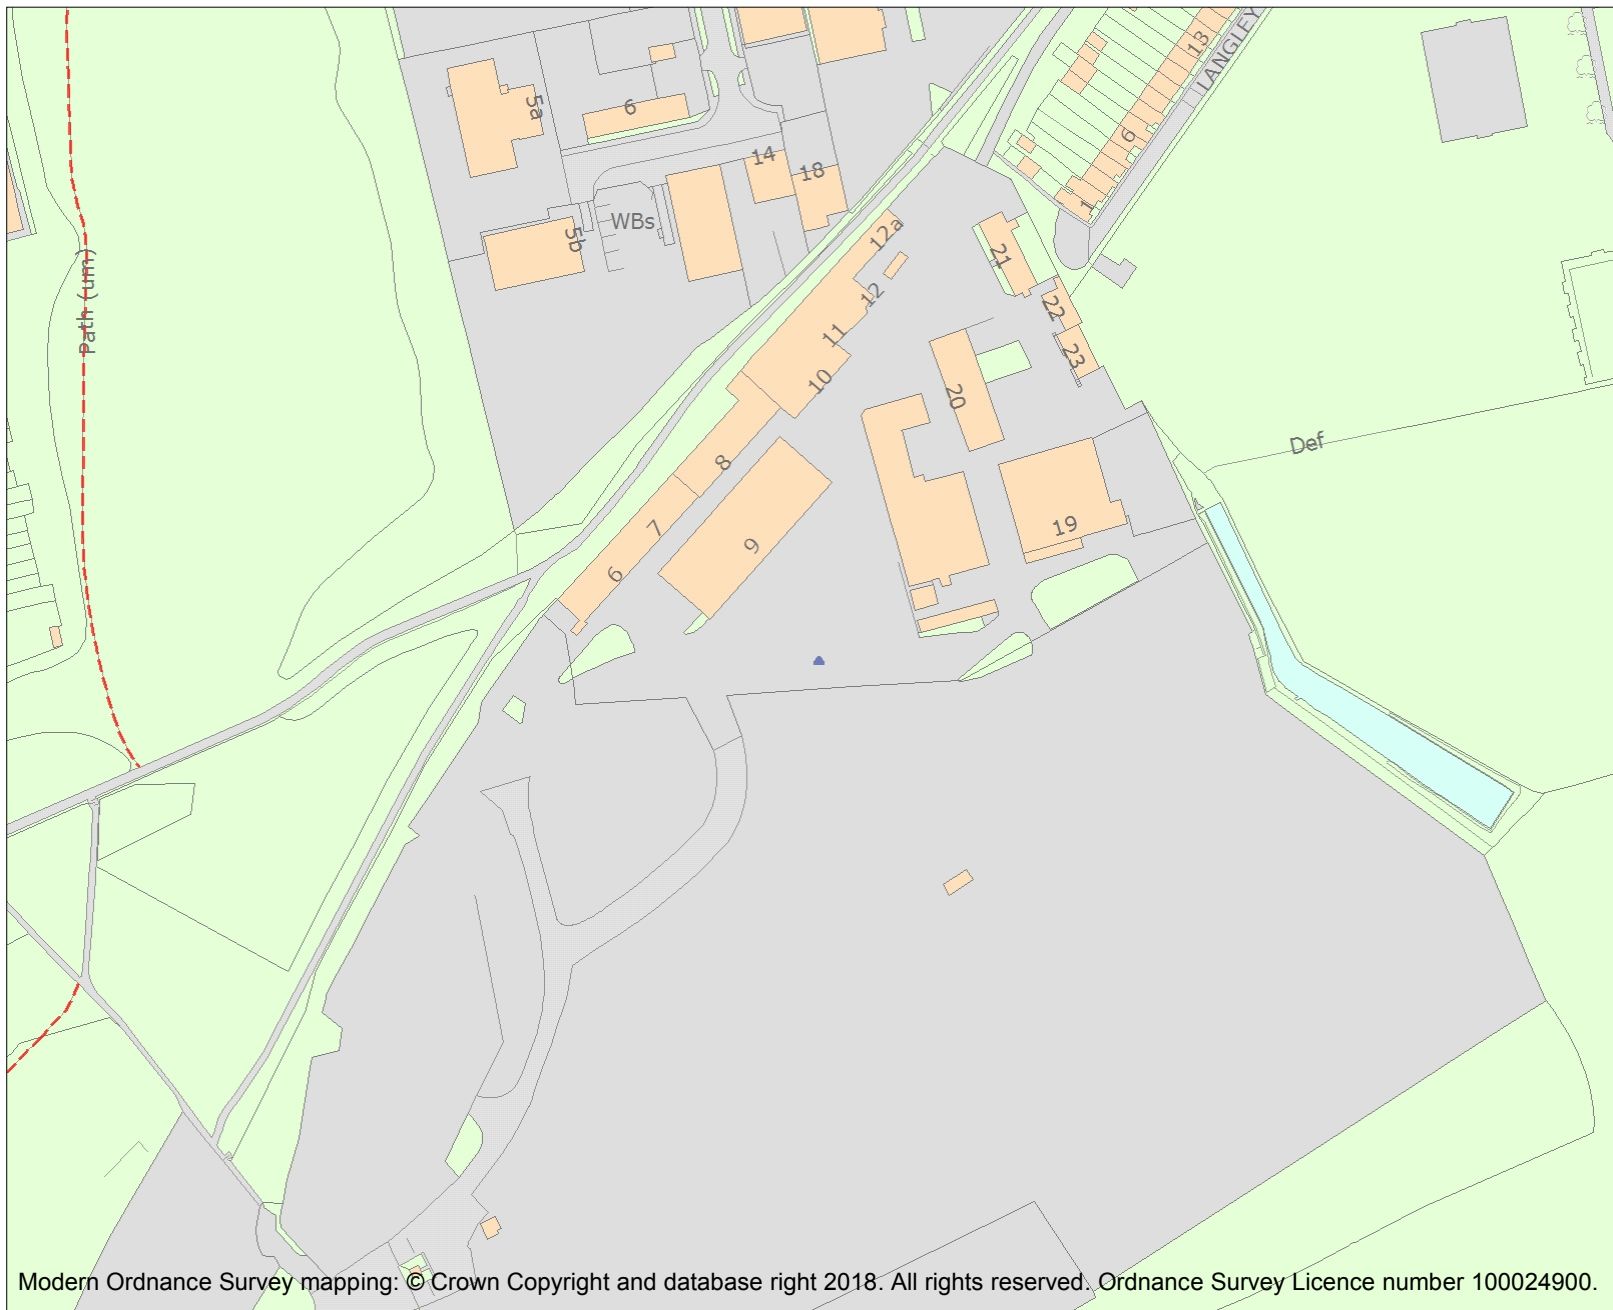 13
LANGLEY
5a
6
6
14
18
1
WBs
5b
12a
21
12
22
Path (um)
11
23
10
20
Def
8
7
19
9
6
Modern Ordnance Survey mapping: © Crown Copyright and database right 2018. All rights reserved. Ordnance Survey Licence number 100024900.